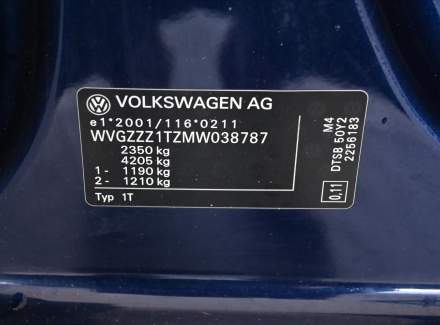 VOLKSWAGEN AG
e1*2001/116*0211
WVGZZZ1TZMW038787
2350 kg
4205 kg
1- 1190 kg
2- 1210 kg
Typ 1T
M4
DTSB 50Y2
2256183
0,11